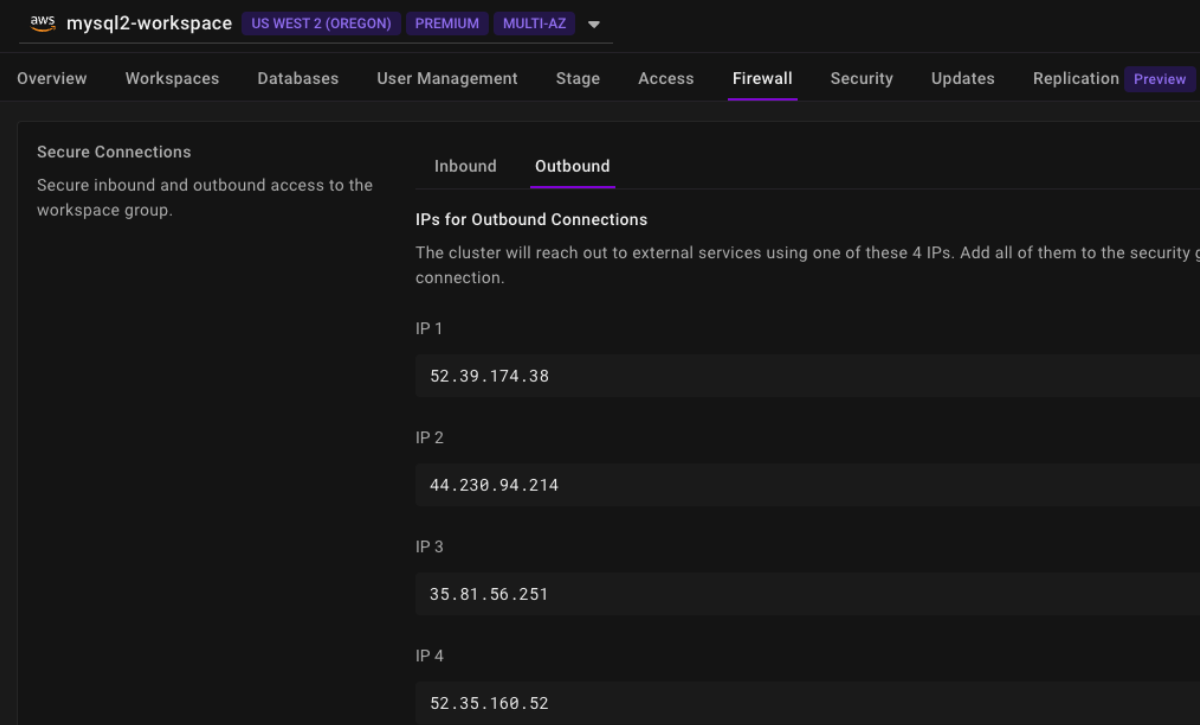 aws mysql2-workspace US WEST 2 (OREGON) PREMIUM MULTI-AZ
Overview Workspaces Databases User Management Stage Access Firewall Security Updates Replication Preview
Secure Connections
Secure inbound and outbound access to the
workspace group.
Inbound Outbound
IPs for Outbound Connections
The cluster will reach out to external services using one of these 4 IPs. Add all of them to the security
connection.
IP 1
52.39.174.38
IP 2
44.230.94.214
IP 3
35.81.56.251
IP 4
52.35.160.52